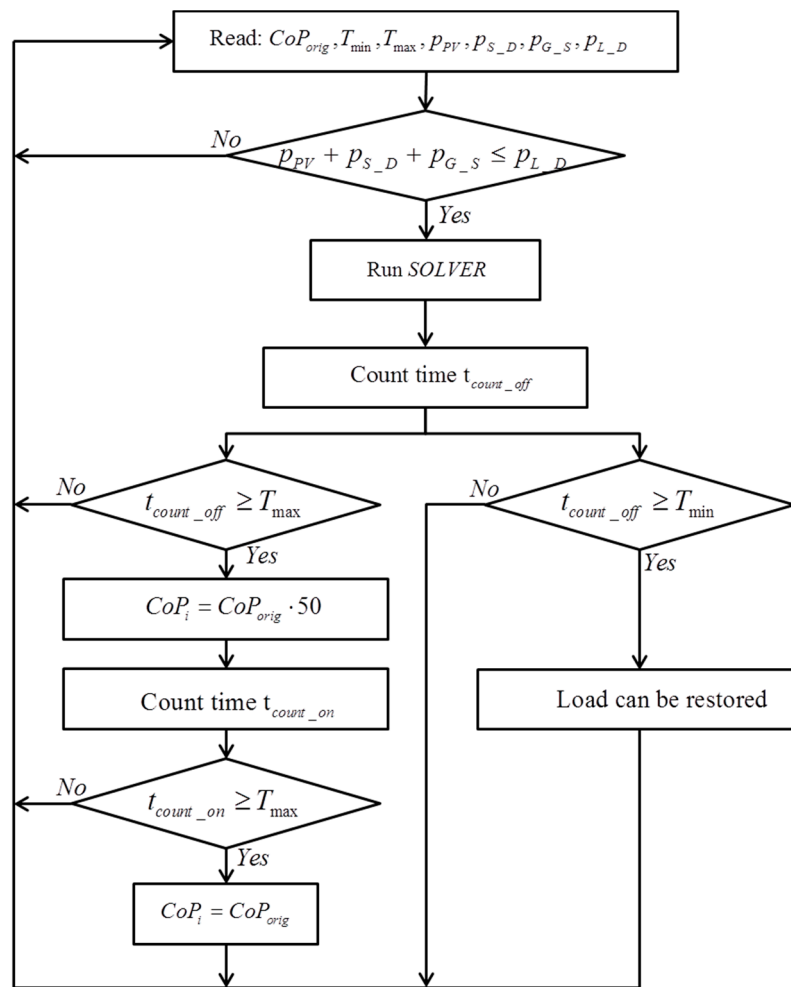 Read: CoP_orig, T_min, T_max, p_PV, p_S_D, p_G_S, p_L_D
No
p_PV + p_S_D + p_G_S ≤ p_L_D
Yes
Run SOLVER
Count time t_count_off
No
t_count_off ≥ T_max
No
t_count_off ≥ T_min
Yes
Yes
CoP_i = CoP_orig · 50
Count time t_count_on
Load can be restored
No
t_count_on ≥ T_max
Yes
CoP_i = CoP_orig